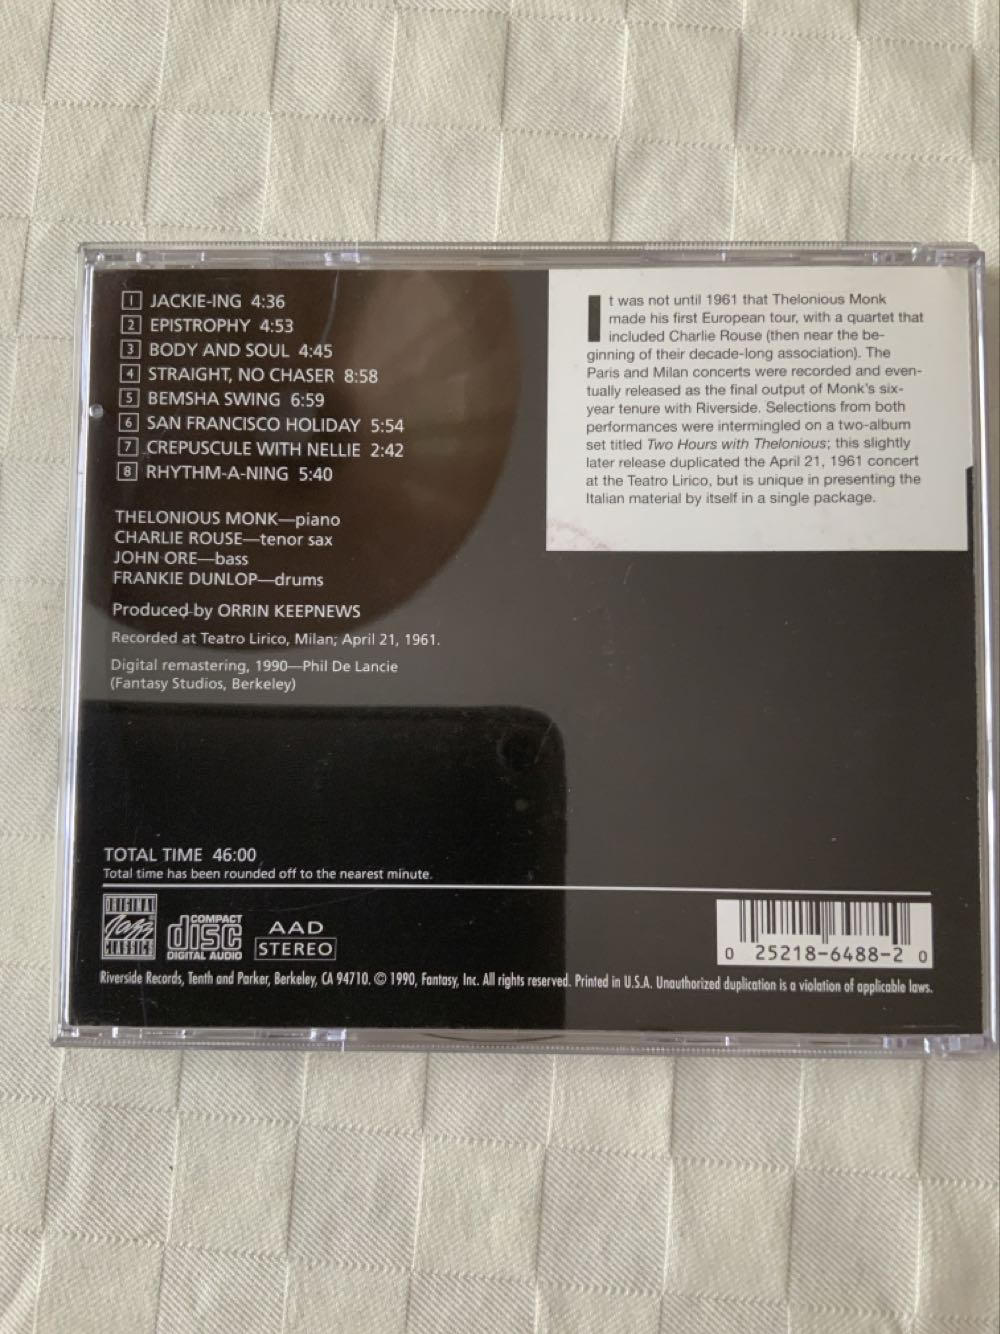 1 JACKIE-ING 4:36
2 EPISTROPHY 4:53
3 BODY AND SOUL 4:45
4 STRAIGHT, NO CHASER 8:58
5 BEMSHA SWING 6:59
6 SAN FRANCISCO HOLIDAY 5:54
7 CREPUSCULE WITH NELLIE 2:42
8 RHYTHM-A-NING 5:40
THELONIOUS MONK—piano
CHARLIE ROUSE—tenor sax
JOHN ORE—bass
FRANKIE DUNLOP—drums
Produced by ORRIN KEEPNEWS
Recorded at Teatro Lirico, Milan; April 21, 1961.
Digital remastering, 1990—Phil De Lancie
(Fantasy Studios, Berkeley)
It was not until 1961 that Thelonious Monk
made his first European tour, with a quartet that
included Charlie Rouse (then near the be-
ginning of their decade-long association). The
Paris and Milan concerts were recorded and even-
tually released as the final output of Monk's six-
year tenure with Riverside. Selections from both
performances were intermingled on a two-album
set titled Two Hours with Thelonious; this slightly
later release duplicated the April 21, 1961 concert
at the Teatro Lirico, but is unique in presenting the
Italian material by itself in a single package.
TOTAL TIME 46:00
Total time has been rounded off to the nearest minute.
ORIGINAL
Jazz
CLASSICS
COMPACT
disc
DIGITAL AUDIO
AAD
STEREO
0 25218-6488-2 0
Riverside Records, Tenth and Parker, Berkeley, CA 94710. © 1990, Fantasy, Inc. All rights reserved. Printed in U.S.A. Unauthorized duplication is a violation of applicable laws.